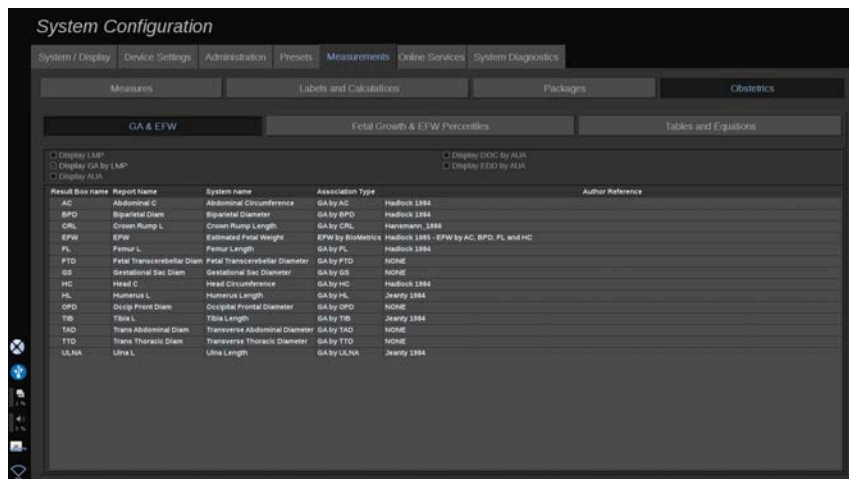 System Configuration
System / Display Device Settings Administration Presets Measurements Online Services System Diagnostics
Measures Labels and Calculations Packages Obstetrics
GA & EFW Fetal Growth & EFW Percentiles Tables and Equations
Display LMP Display DOC by AUA
Display GA by LMP Display EDD by AUA
Display AUA
Result Box name Report Name System name Association Type Author Reference
AC Abdominal C Abdominal Circumference GA by AC Hadlock 1984
BPD Biparietal Diam Biparietal Diameter GA by BPD Hadlock 1984
CRL Crown Rump L Crown Rump Length GA by CRL Hansmann_1986
EFW EFW Estimated Fetal Weight EFW by BioMetrics Hadlock 1985 - EFW by AC, BPD, FL and HC
FL Femur L Femur Length GA by FL Hadlock 1984
FTD Fetal Transcerebellar Diam Fetal Transcerebellar Diameter GA by FTD NONE
GS Gestational Sac Diam Gestational Sac Diameter GA by GS NONE
HC Head C Head Circumference GA by HC Hadlock 1984
HL Humerus L Humerus Length GA by HL Jeanty 1984
OFD Occip Front Diam Occipital Frontal Diameter GA by OFD NONE
TIB Tibia L Tibia Length GA by TIB Jeanty 1984
TAD Trans Abdominal Diam Transverse Abdominal Diameter GA by TAD NONE
TTD Trans Thoracic Diam Transverse Thoracic Diameter GA by TTD NONE
ULNA Ulna L Ulna Length GA by ULNA Jeanty 1984